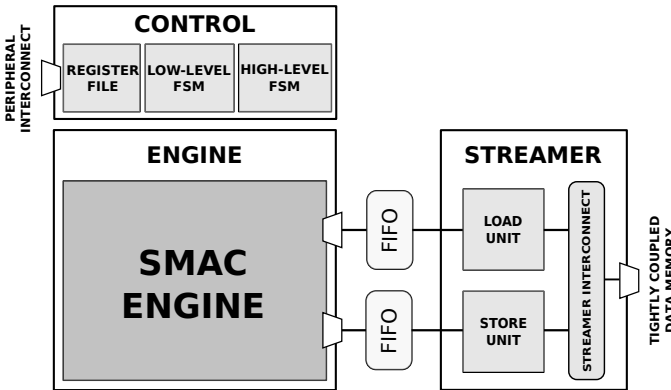 PERIPHERAL
INTERCONNECT
CONTROL
REGISTER
FILE
LOW-LEVEL
FSM
HIGH-LEVEL
FSM
ENGINE
SMAC
ENGINE
FIFO
FIFO
STREAMER
LOAD
UNIT
STORE
UNIT
STREAMER INTERCONNECT
TIGHTLY COUPLED
DATA MEMORY